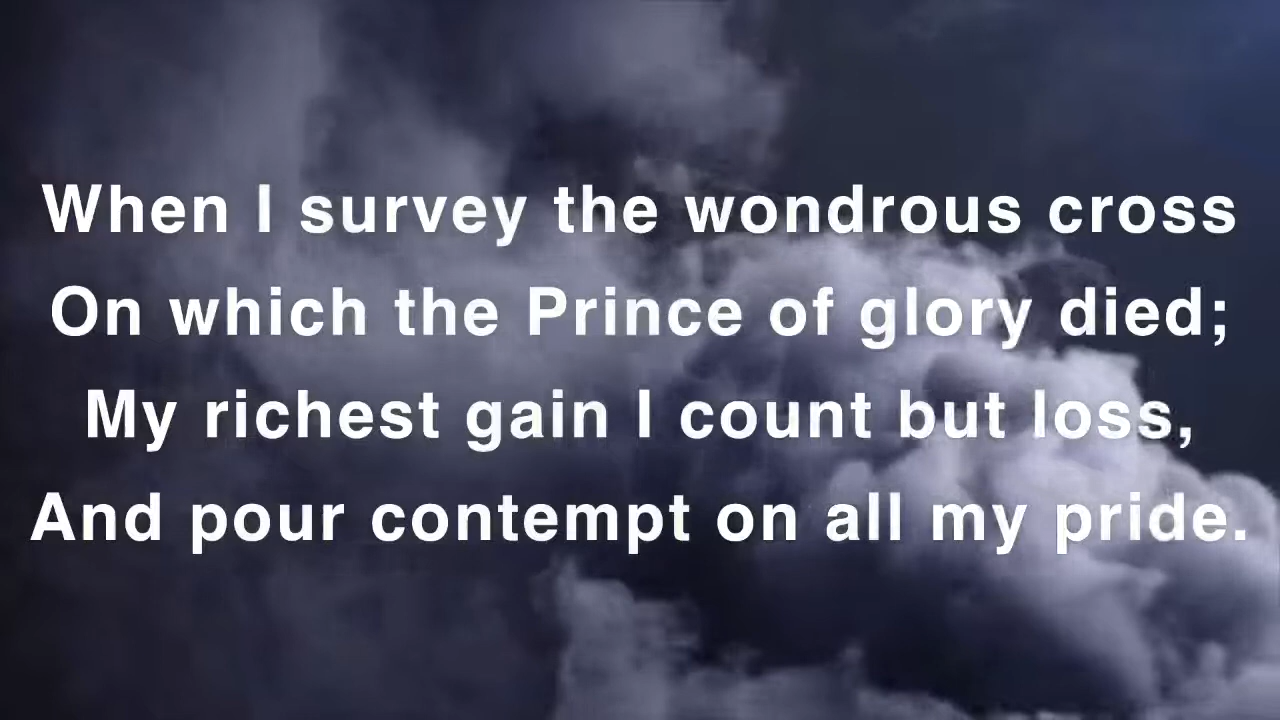 When I survey the wondrous cross
On which the Prince of glory died;
My richest gain I count but loss,
And pour contempt on all my pride.